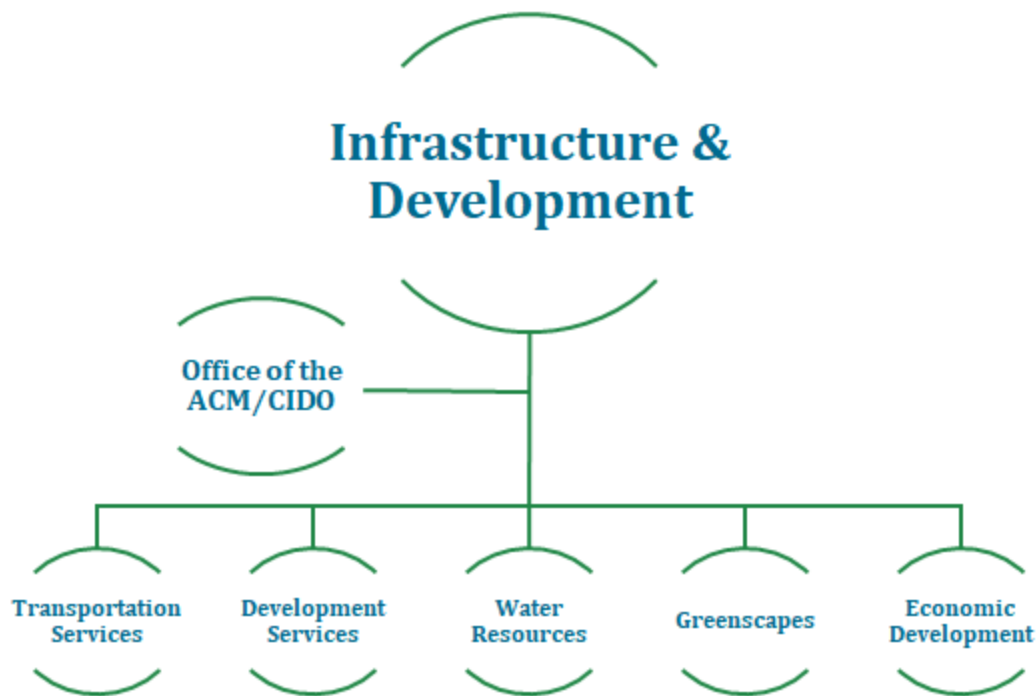 Infrastructure &
Development
Office of the
ACM/CIDO
Transportation
Services
Development
Services
Water
Resources
Greenscapes
Economic
Development